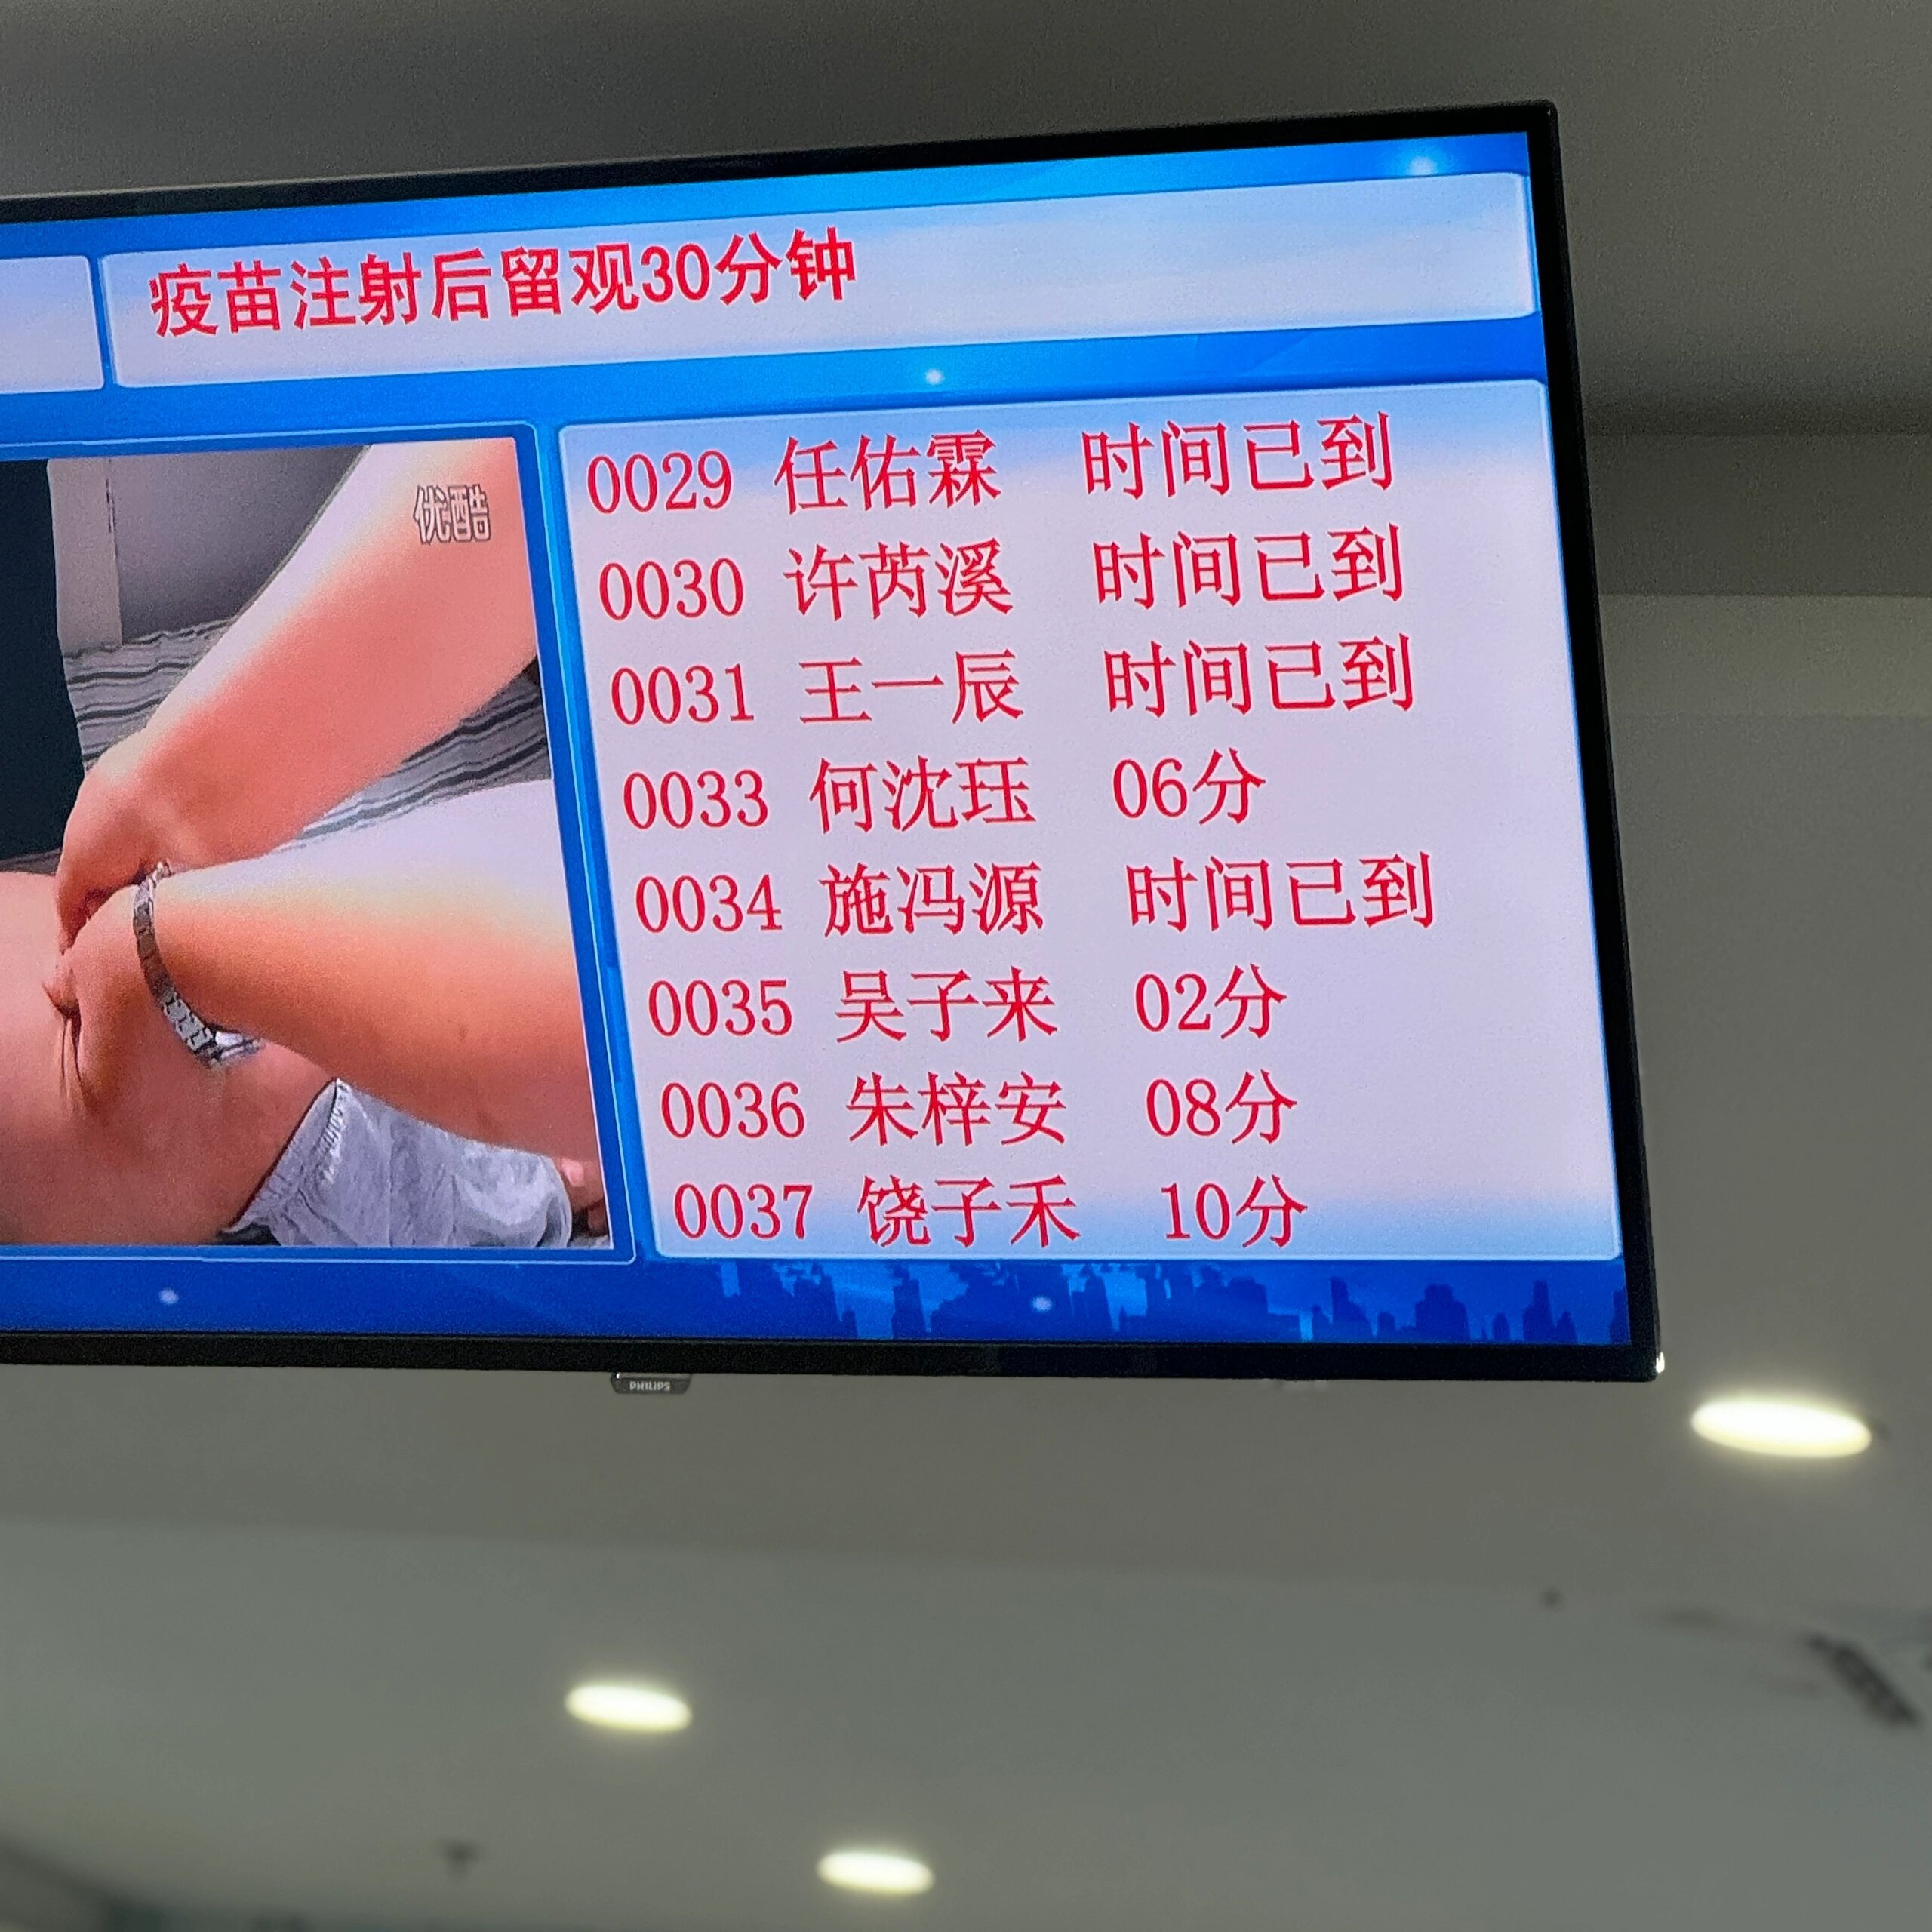 疫苗注射后留观30分钟
优酷
0029 任佑霖 时间已到
0030 许芮溪 时间已到
0031 王一辰 时间已到
0033 何沈珏 06分
0034 施冯源 时间已到
0035 吴子来 02分
0036 朱梓安 08分
0037 饶子禾 10分
PHILIPS